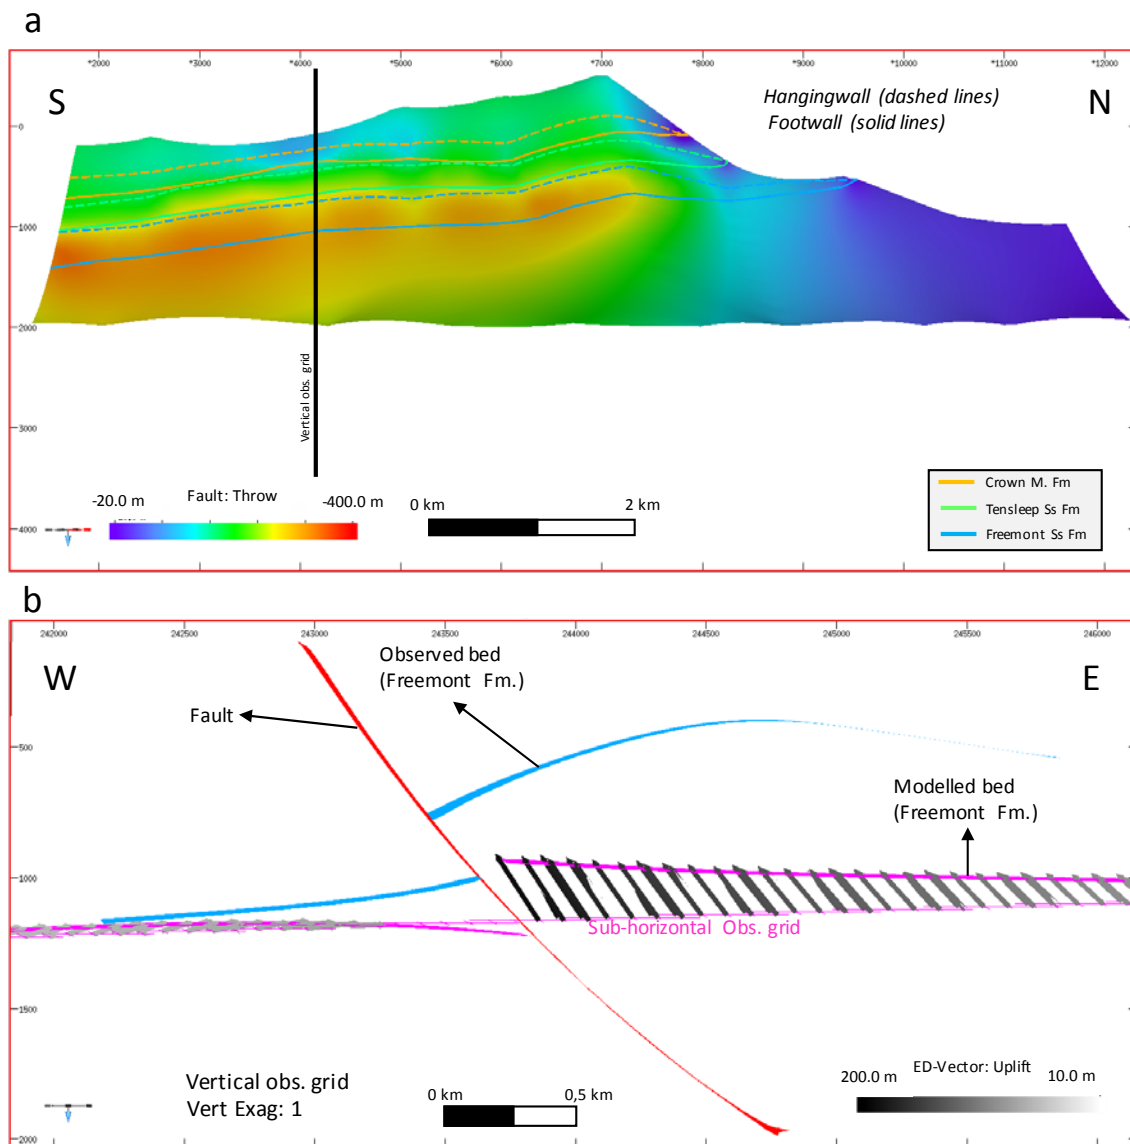 a
*2000 *3000 *4000 *5000 *6000 *7000 *8000 *9000 *10000 *11000 *12000
S
Hangingwall (dashed lines)
N
Footwall (solid lines)
0
1000
2000
Vertical obs. grid
3000
-20.0 m Fault: Throw -400.0 m
0 km 2 km
Crown M. Fm
Tensleep Ss Fm
Freemont Ss Fm
4000
b
242000 242500 243000 243500 244000 244500 245000 245500 246000
W
Observed bed
(Freemont Fm.)
E
Fault
500
Modelled bed
(Freemont Fm.)
1000
Sub-horizontal Obs. grid
1500
Vertical obs. grid
Vert Exag: 1
0 km 0,5 km
200.0 m ED-Vector: Uplift 10.0 m
2000